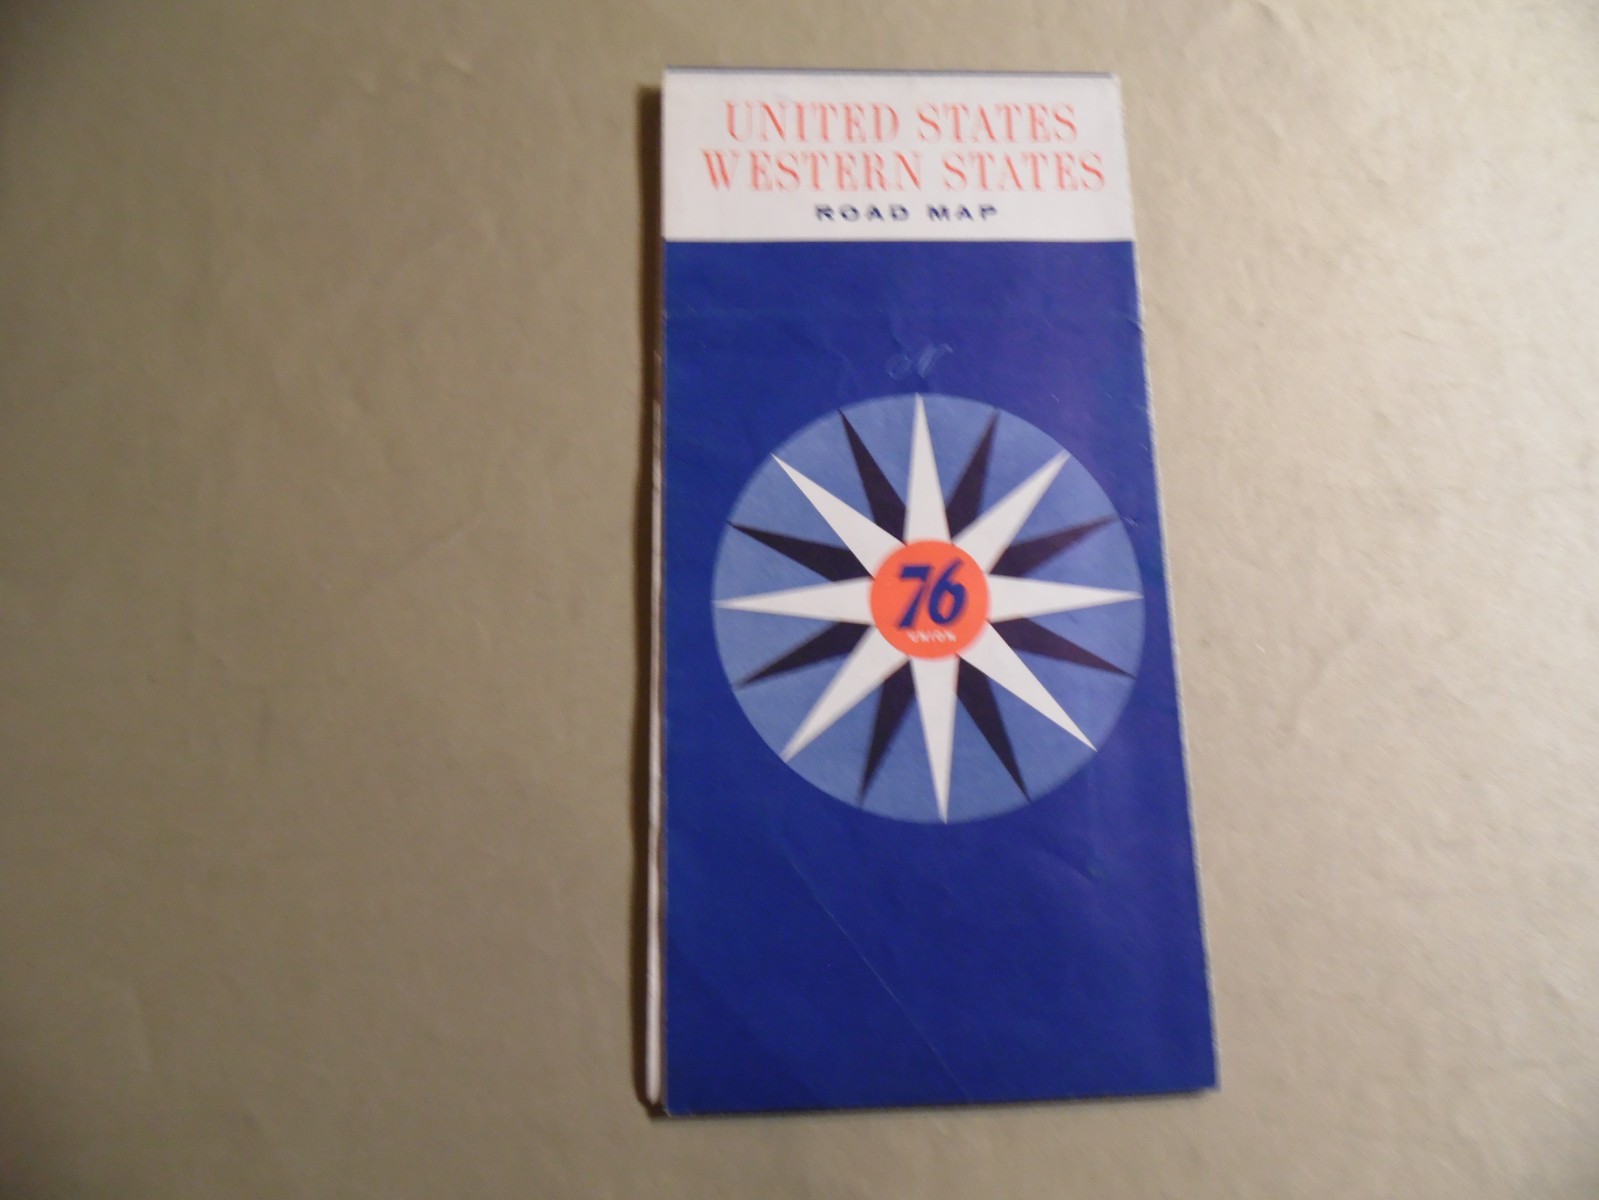 UNITED STATES
WESTERN STATES
ROAD MAP
76
UNION